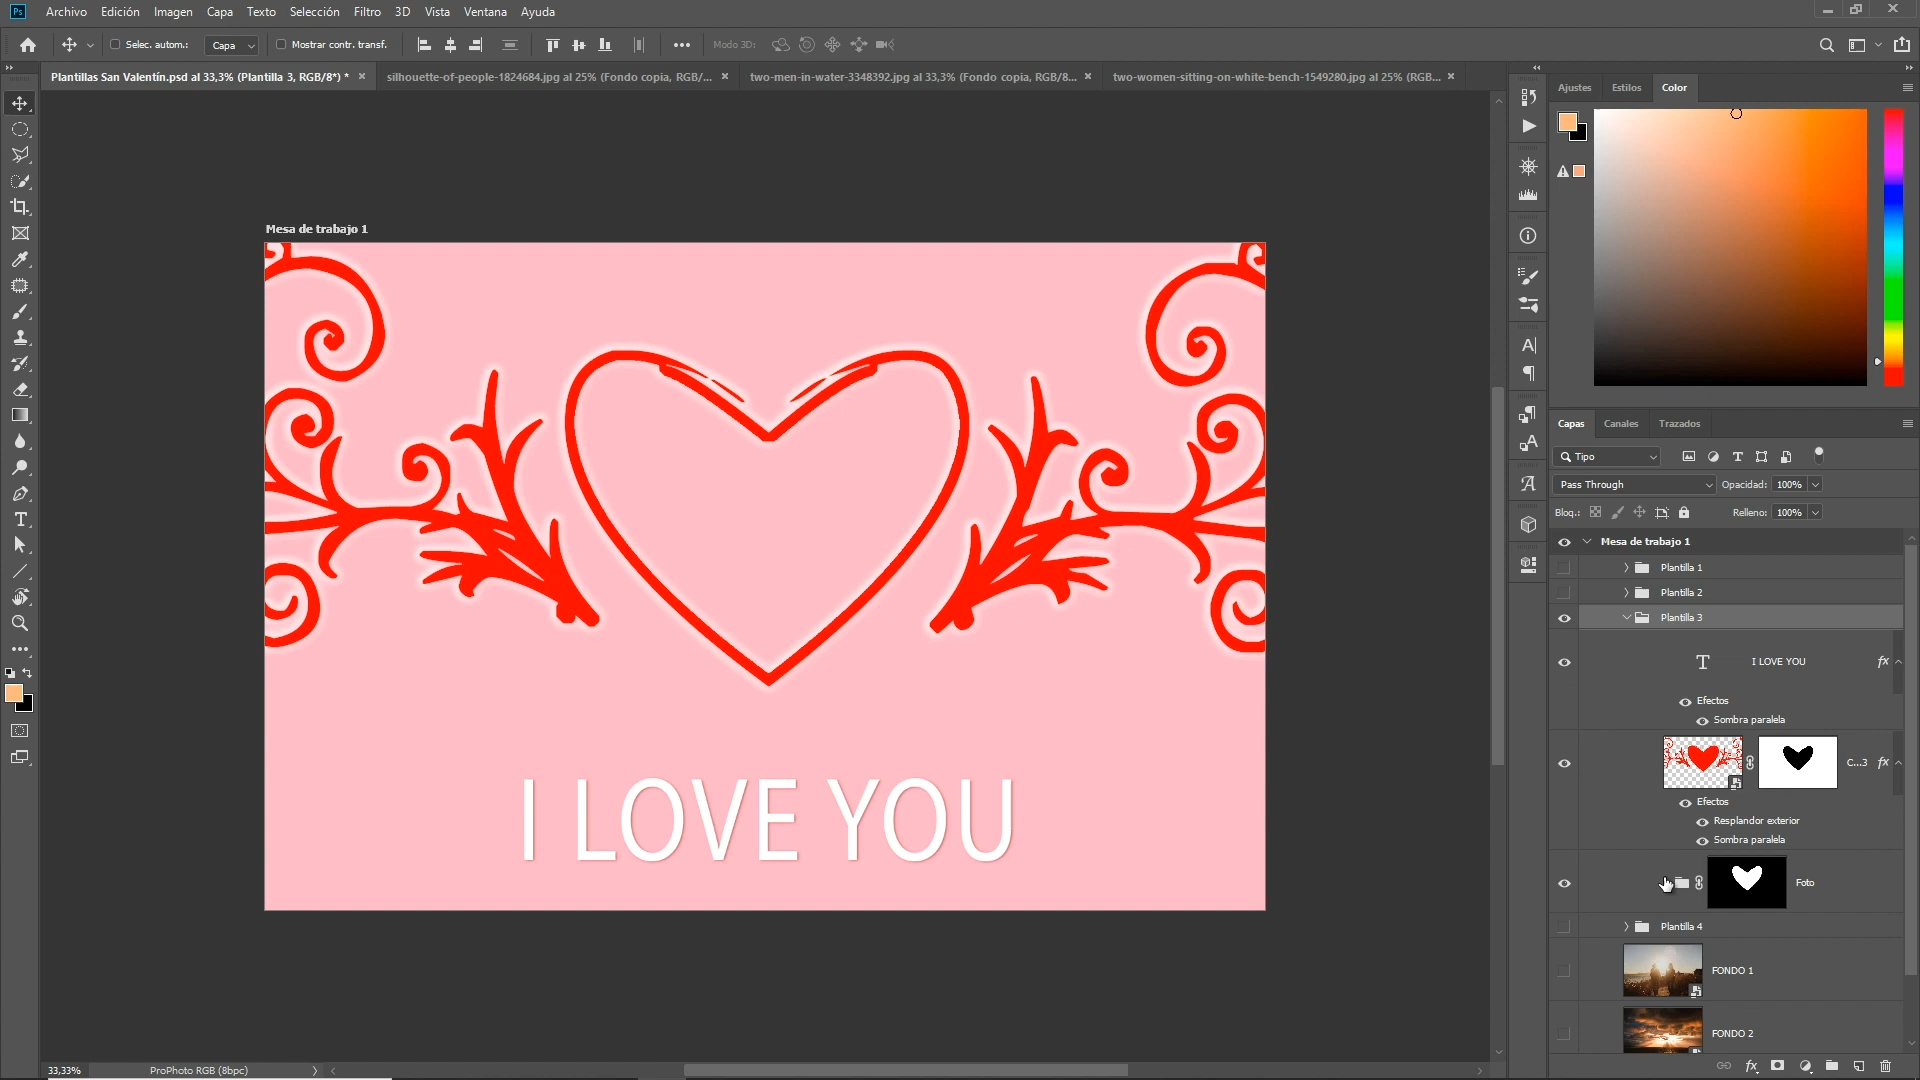 Ps Archivo Edición Imagen Capa Texto Selección Filtro 3D Vista Ventana Ayuda
Selec. autom.: Capa Mostrar contr. transf. Modo 3D:
Plantillas San Valentín.psd al 33,3% (Plantilla 3, RGB/8*) * silhouette-of-people-1824684.jpg al 25% (Fondo copia, RGB/... two-men-in-water-3348392.jpg al 33,3% (Fondo copia, RGB/8... two-women-sitting-on-white-bench-1549280.jpg al 25% (RGB...
Ajustes Estilos Color
Mesa de trabajo 1
I LOVE YOU
Capas Canales Trazados
Tipo
Pass Through Opacidad: 100%
Bloq.: Relleno: 100%
Mesa de trabajo 1
Plantilla 1
Plantilla 2
Plantilla 3
I LOVE YOU fx
Efectos
Sombra paralela
C...3 fx
Efectos
Resplandor exterior
Sombra paralela
Foto
Plantilla 4
FONDO 1
FONDO 2
33,33% ProPhoto RGB (8bpc)